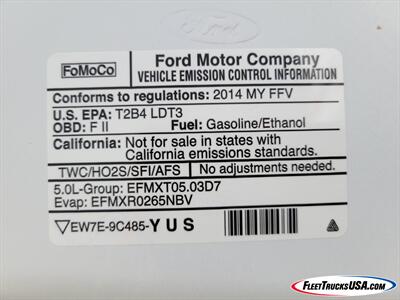 FoMoCo
Ford Motor Company
VEHICLE EMISSION CONTROL INFORMATION
Conforms to regulations: 2014 MY FFV
U.S. EPA: T2B4 LDT3
OBD: F II Fuel: Gasoline/Ethanol
California: Not for sale in states with
California emissions standards.
TWC/HO2S/SFI/AFS No adjustments needed.
5.0L-Group: EFMXT05.03D7
Evap: EFMXR0265NBV
EW7E-9C485-Y U S
FLEETTRUCKSUSA.COM